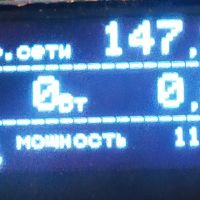 .сети 147,
0Вт 0,
мощность 11